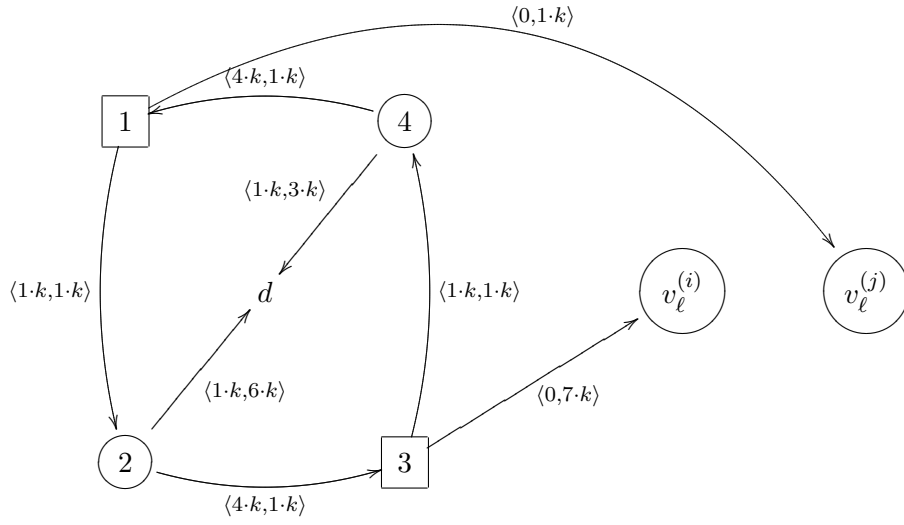 ⟨0,1·k⟩
⟨4·k,1·k⟩
1
4
⟨1·k,3·k⟩
⟨1·k,1·k⟩
d
⟨1·k,1·k⟩
v_ℓ^{(i)}
v_ℓ^{(j)}
⟨1·k,6·k⟩
⟨0,7·k⟩
2
3
⟨4·k,1·k⟩